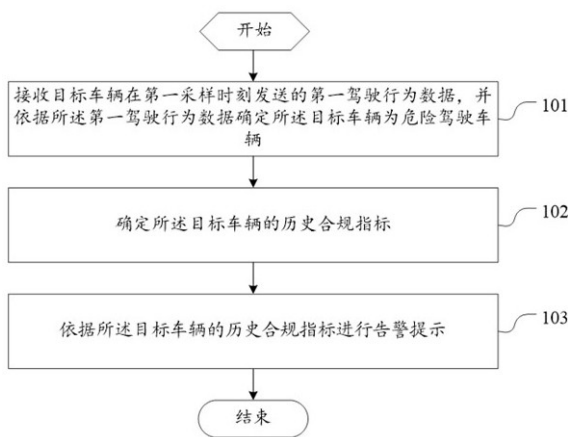 开始
接收目标车辆在第一采样时刻发送的第一驾驶行为数据，并
依据所述第一驾驶行为数据确定所述目标车辆为危险驾驶车
辆
101
确定所述目标车辆的历史合规指标
102
依据所述目标车辆的历史合规指标进行告警提示
103
结束